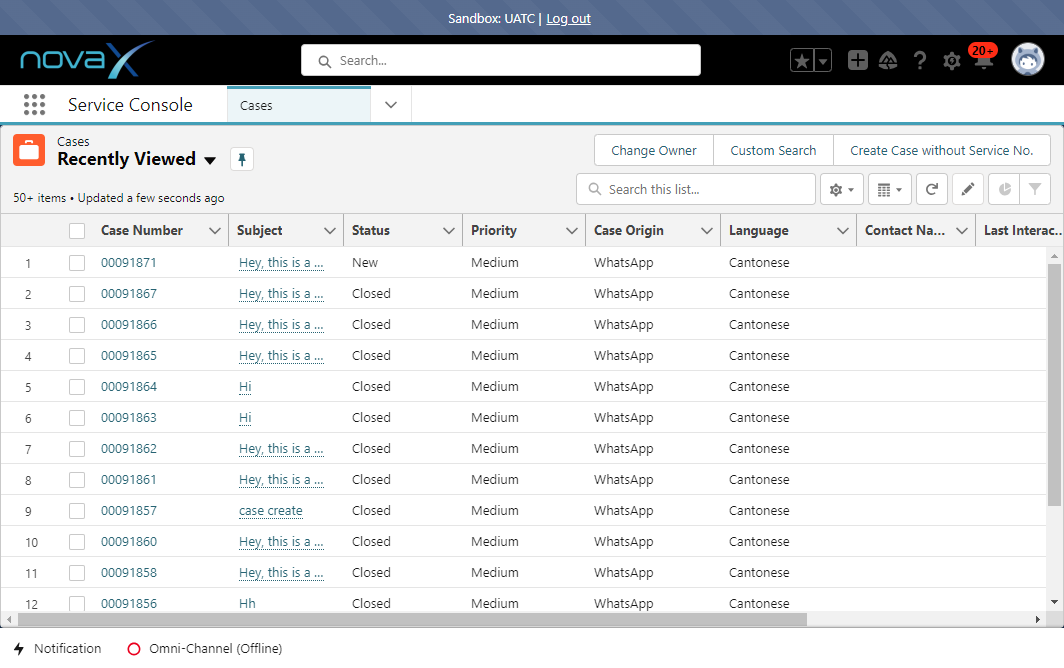 Sandbox: UATC | Log out
novaX
Search...
20+
Service Console
Cases
Cases
Recently Viewed
Change Owner
Custom Search
Create Case without Service No.
50+ items • Updated a few seconds ago
Search this list...
Case Number Subject Status Priority Case Origin Language Contact Na... Last Interac...
1 00091871 Hey, this is a ... New Medium WhatsApp Cantonese
2 00091867 Hey, this is a ... Closed Medium WhatsApp Cantonese
3 00091866 Hey, this is a ... Closed Medium WhatsApp Cantonese
4 00091865 Hey, this is a ... Closed Medium WhatsApp Cantonese
5 00091864 Hi Closed Medium WhatsApp Cantonese
6 00091863 Hi Closed Medium WhatsApp Cantonese
7 00091862 Hey, this is a ... Closed Medium WhatsApp Cantonese
8 00091861 Hey, this is a ... Closed Medium WhatsApp Cantonese
9 00091857 case create Closed Medium WhatsApp Cantonese
10 00091860 Hey, this is a ... Closed Medium WhatsApp Cantonese
11 00091858 Hey, this is a ... Closed Medium WhatsApp Cantonese
12 00091856 Hh Closed Medium WhatsApp Cantonese
Notification
Omni-Channel (Offline)